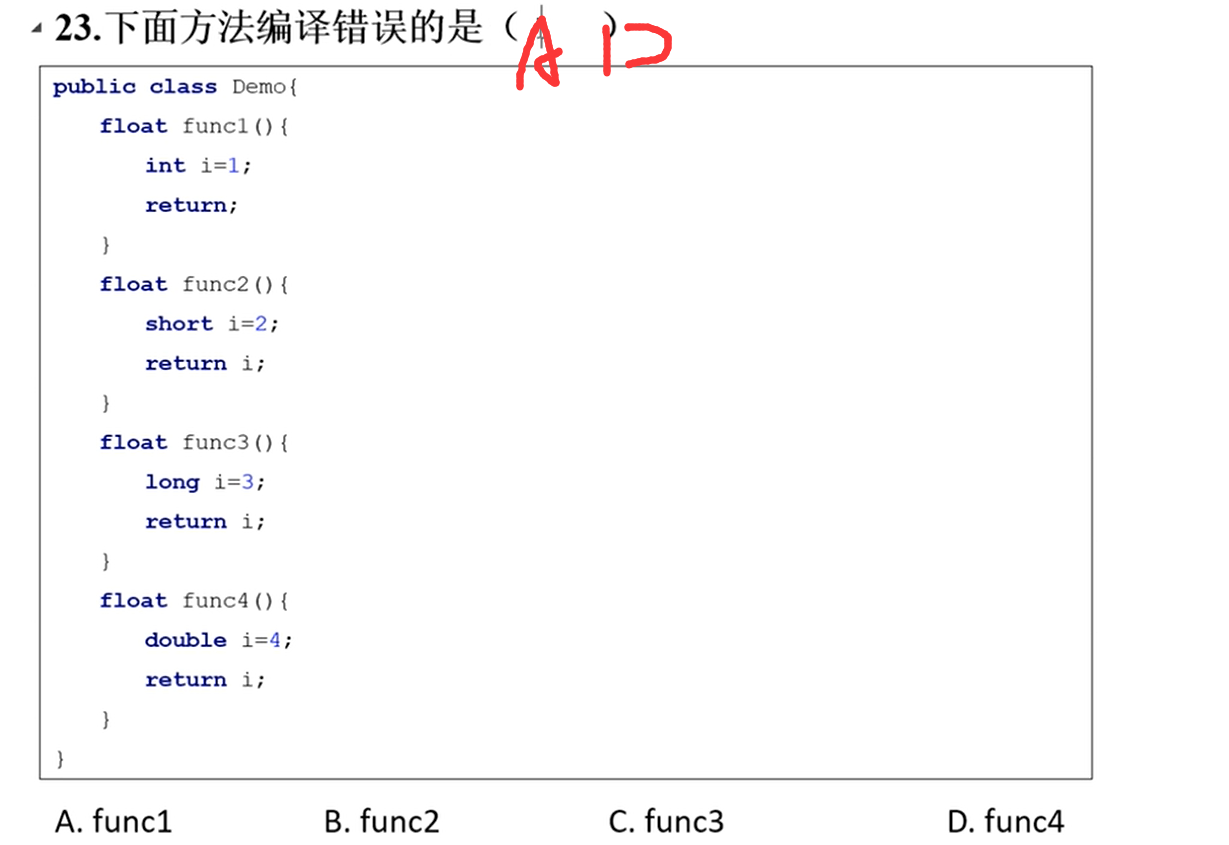 23.下面方法编译错误的是（ A D ）
public class Demo{
float func1(){
int i=1;
return;
}
float func2(){
short i=2;
return i;
}
float func3(){
long i=3;
return i;
}
float func4(){
double i=4;
return i;
}
}
A. func1 B. func2 C. func3 D. func4